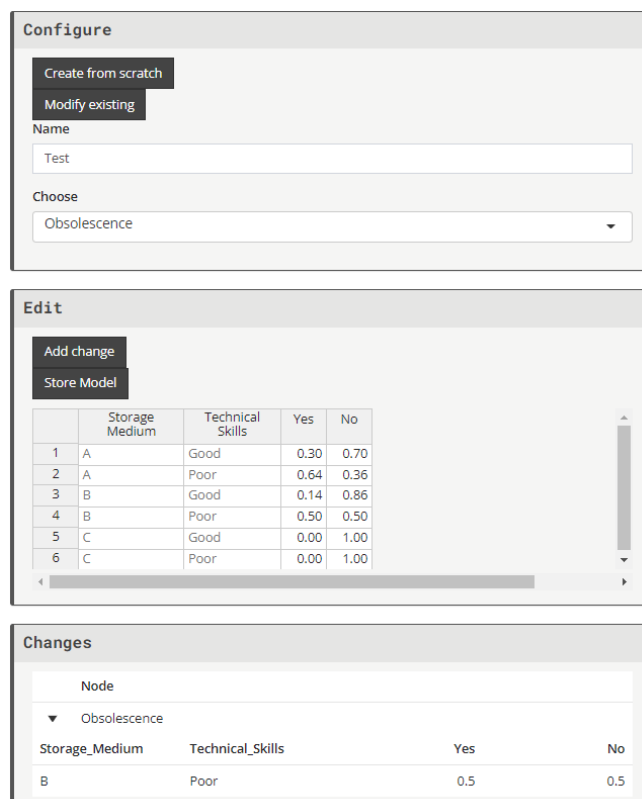 Configure
Create from scratch
Modify existing
Name
Test
Choose
Obsolescence
Edit
Add change
Store Model
Storage Medium Technical Skills Yes No
1 A Good 0.30 0.70
2 A Poor 0.64 0.36
3 B Good 0.14 0.86
4 B Poor 0.50 0.50
5 C Good 0.00 1.00
6 C Poor 0.00 1.00
Changes
Node
Obsolescence
Storage_Medium Technical_Skills Yes No
B Poor 0.5 0.5